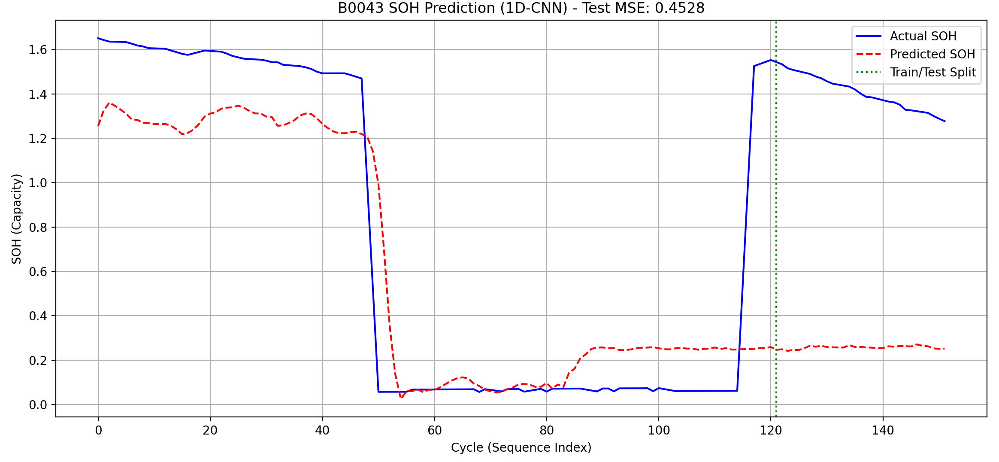 B0043 SOH Prediction (1D-CNN) - Test MSE: 0.4528
Actual SOH
Predicted SOH
Train/Test Split
SOH (Capacity)
1.6
1.4
1.2
1.0
0.8
0.6
0.4
0.2
0.0
0 20 40 60 80 100 120 140
Cycle (Sequence Index)